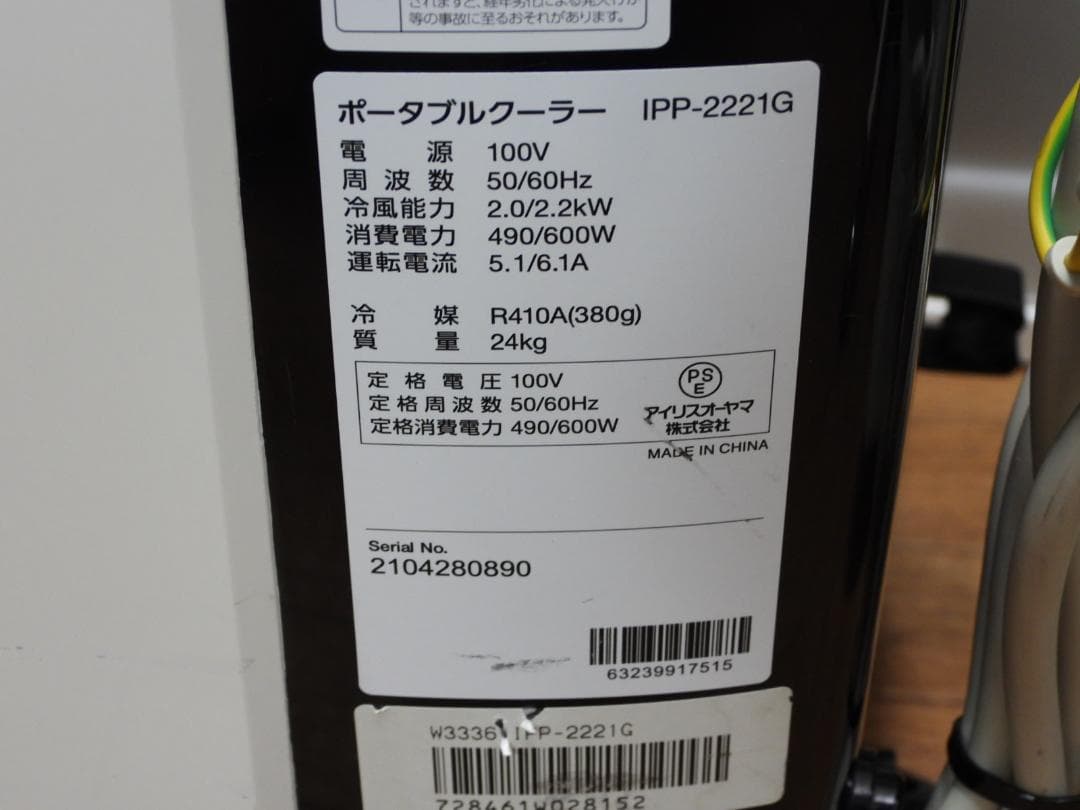 等の事故に至るおそれがあります。
ポータブルクーラー IPP-2221G
電源 100V
周波数 50/60Hz
冷風能力 2.0/2.2kW
消費電力 490/600W
運転電流 5.1/6.1A
冷媒 R410A(380g)
質量 24kg
定格電圧 100V
定格周波数 50/60Hz
定格消費電力 490/600W
PS
E
アイリスオーヤマ
株式会社
MADE IN CHINA
Serial No.
2104280890
63239917515
W3336 IPP-2221G
728461W028152